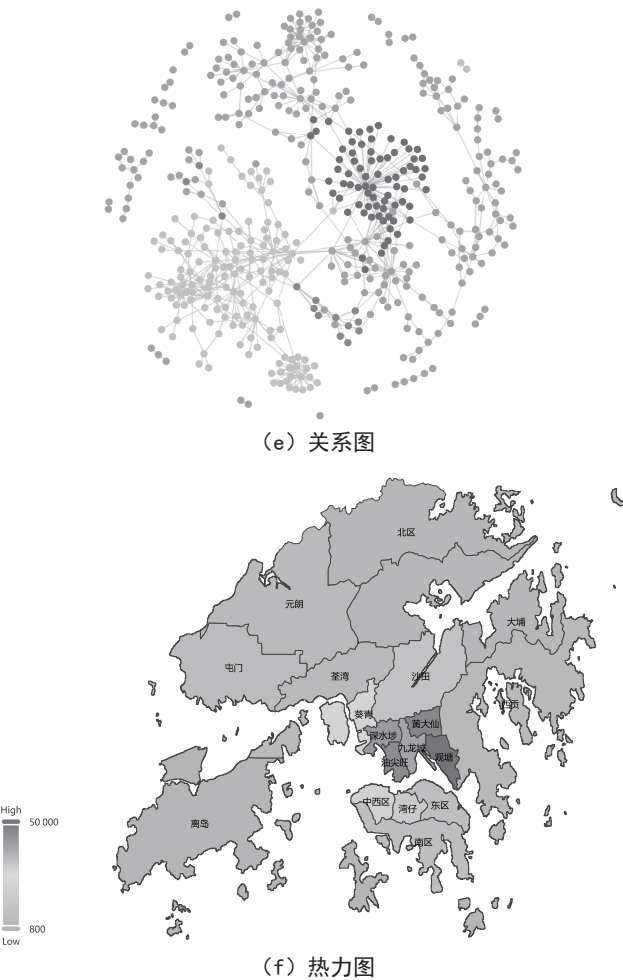 （e）关系图
北区
元朗
大埔
屯门
荃湾
沙田
西贡
葵青
黄大仙
深水埗
九龙城
观塘
油尖旺
中西区
湾仔
东区
南区
离岛
High
50 000
800
Low
（f）热力图